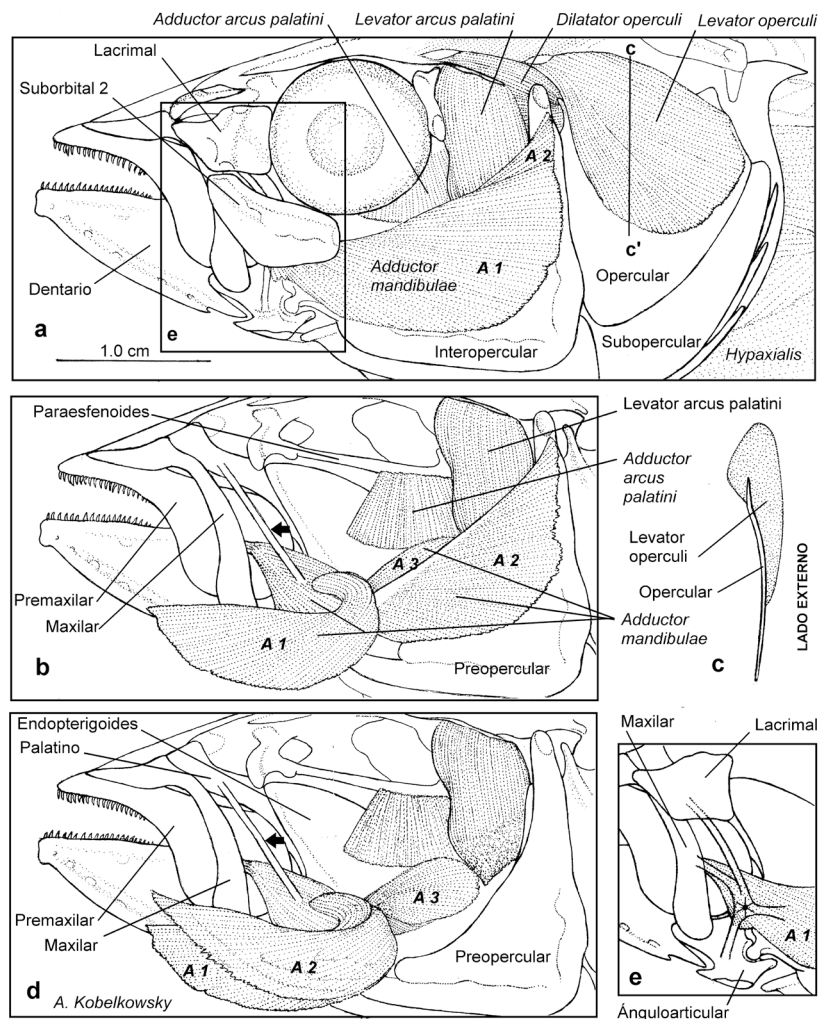 Adductor arcus palatini
Levator arcus palatini
Dilatator operculi
Levator operculi
Lacrimal
Suborbital 2
c
A 2
c'
Adductor
mandibulae
A 1
Opercular
Dentario
a
e
1.0 cm
Interopercular
Subopercular
Hypaxialis
Paraesfenoides
Levator arcus palatini
Adductor
arcus
palatini
A 3
A 2
Premaxilar
Maxilar
A 1
Adductor
mandibulae
b
Preopercular
Levator
operculi
Opercular
c
LADO EXTERNO
Endopterigoides
Palatino
A 3
Premaxilar
Maxilar
A 1
A 2
Preopercular
d
A. Kobelkowsky
Maxilar
Lacrimal
A 1
e
Ánguloarticular